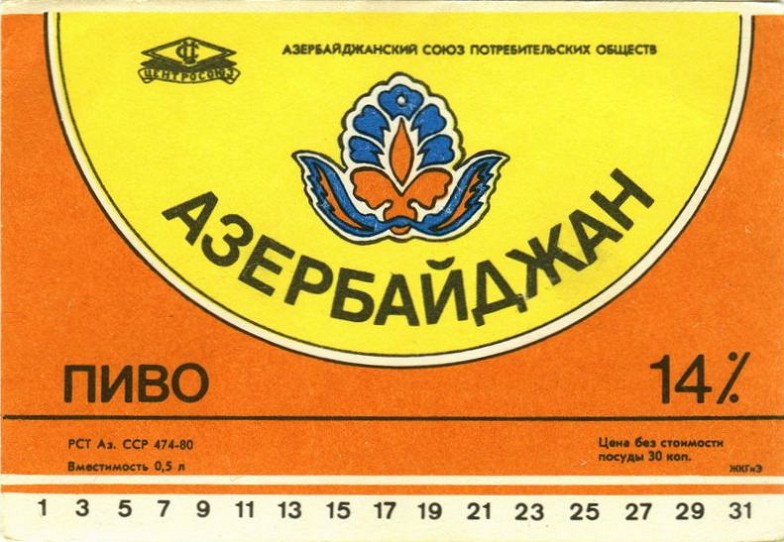 ЦС
ЦЕНТРОСОЮЗ
АЗЕРБАЙДЖАНСКИЙ СОЮЗ ПОТРЕБИТЕЛЬСКИХ ОБЩЕСТВ
АЗЕРБАЙДЖАН
ПИВО 14%
РСТ Аз. ССР 474-80
Вместимость 0,5 л
Цена без стоимости
посуды 30 коп.
ЖКГиЭ
1 3 5 7 9 11 13 15 17 19 21 23 25 27 29 31